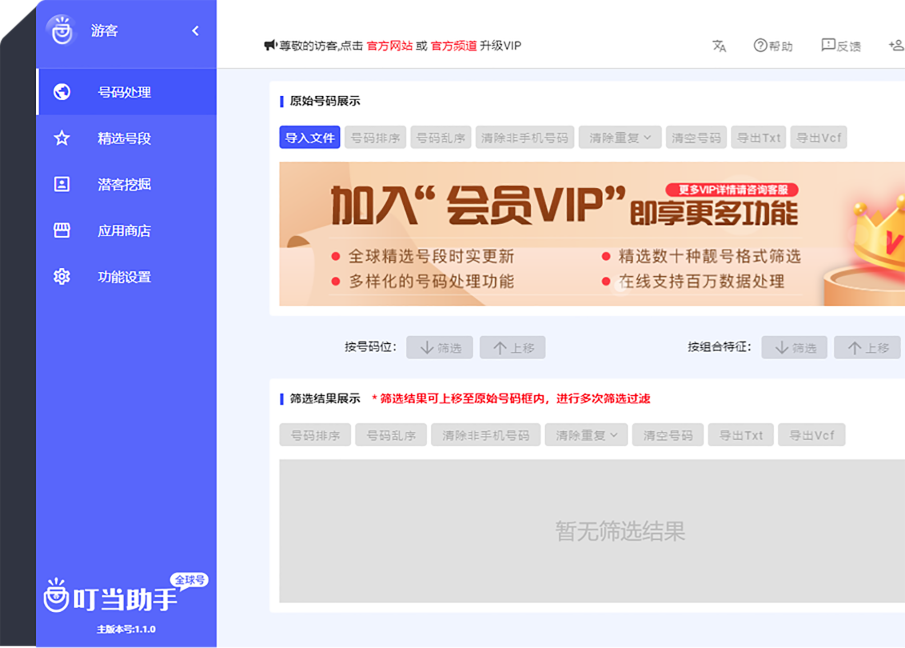 游客
尊敬的访客,点击 官方网站 或 官方频道 升级VIP
帮助
反馈
号码处理
精选号段
潜客挖掘
应用商店
功能设置
原始号码展示
导入文件 号码排序 号码乱序 清除非手机号码 清除重复 清空号码 导出Txt 导出Vcf
加入“会员VIP”
更多VIP详情请咨询客服
即享更多功能
全球精选号段时实更新
精选数十种靓号格式筛选
多样化的号码处理功能
在线支持百万数据处理
按号码位: 筛选 上移
按组合特征: 筛选 上移
筛选结果展示 *筛选结果可上移至原始号码框内，进行多次筛选过滤
号码排序 号码乱序 清除非手机号码 清除重复 清空号码 导出Txt 导出Vcf
暂无筛选结果
全球号
叮当助手
主版本号:1.1.0